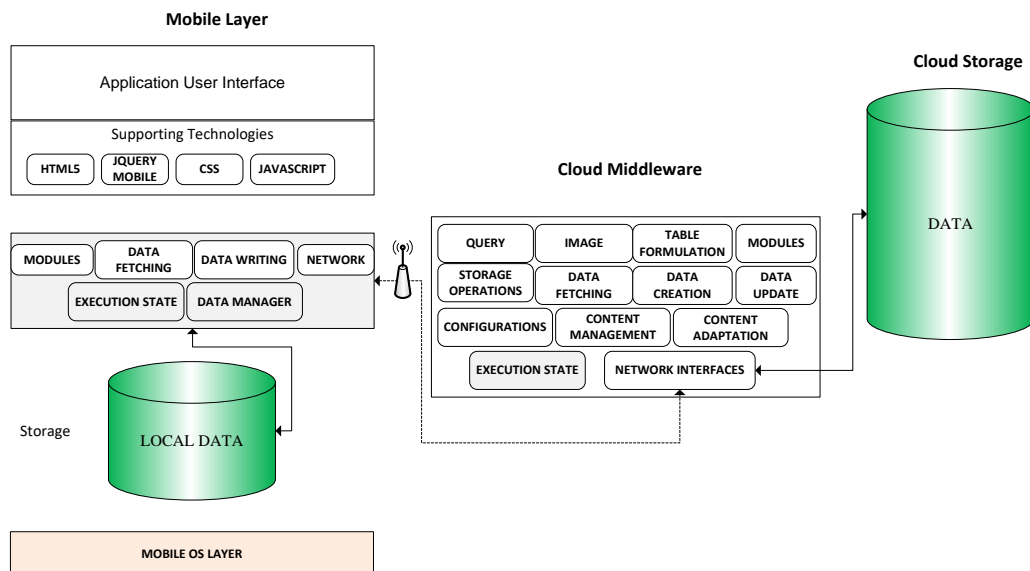 Mobile Layer
Application User Interface
Supporting Technologies
HTML5
JQUERY
MOBILE
CSS
JAVASCRIPT
MODULES
DATA
FETCHING
DATA WRITING
NETWORK
EXECUTION STATE
DATA MANAGER
Storage
LOCAL DATA
MOBILE OS LAYER
Cloud Middleware
QUERY
IMAGE
TABLE
FORMULATION
MODULES
STORAGE
OPERATIONS
DATA
FETCHING
DATA
CREATION
DATA
UPDATE
CONFIGURATIONS
CONTENT
MANAGEMENT
CONTENT
ADAPTATION
EXECUTION STATE
NETWORK INTERFACES
Cloud Storage
DATA